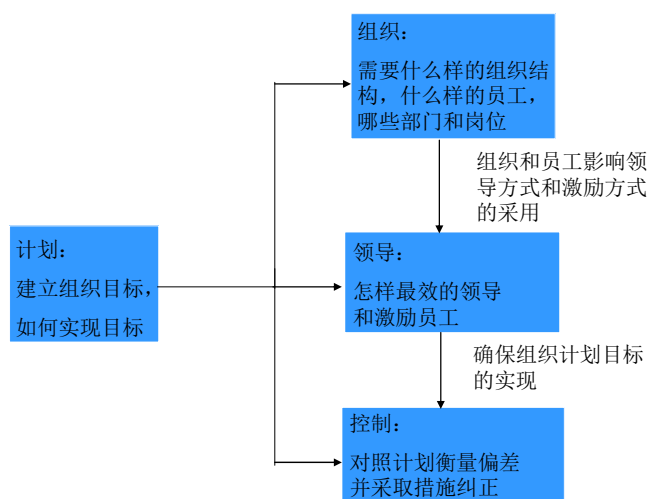 组织：
需要什么样的组织结
构，什么样的员工，
哪些部门和岗位
组织和员工影响领
导方式和激励方式
的采用
计划：
建立组织目标，
如何实现目标
领导：
怎样最效的领导
和激励员工
确保组织计划目标
的实现
控制：
对照计划衡量偏差
并采取措施纠正